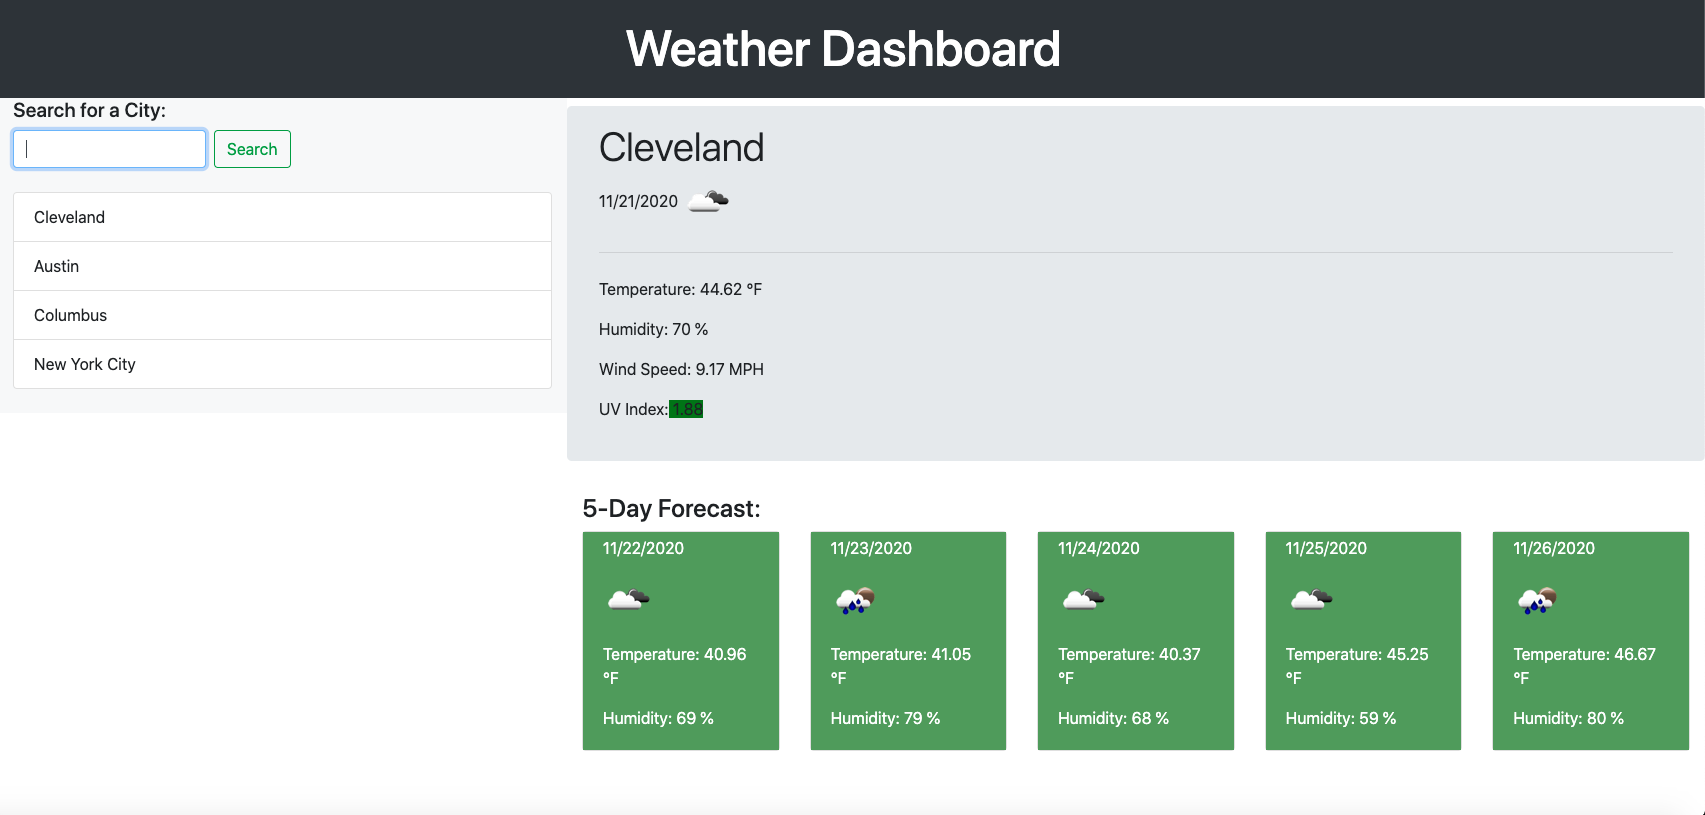 Weather Dashboard
Search for a City:
Search
Cleveland
Austin
Columbus
New York City
Cleveland
11/21/2020
Temperature: 44.62 °F
Humidity: 70 %
Wind Speed: 9.17 MPH
UV Index: 1.88
5-Day Forecast:
11/22/2020
Temperature: 40.96
°F
Humidity: 69 %
11/23/2020
Temperature: 41.05
°F
Humidity: 79 %
11/24/2020
Temperature: 40.37
°F
Humidity: 68 %
11/25/2020
Temperature: 45.25
°F
Humidity: 59 %
11/26/2020
Temperature: 46.67
°F
Humidity: 80 %